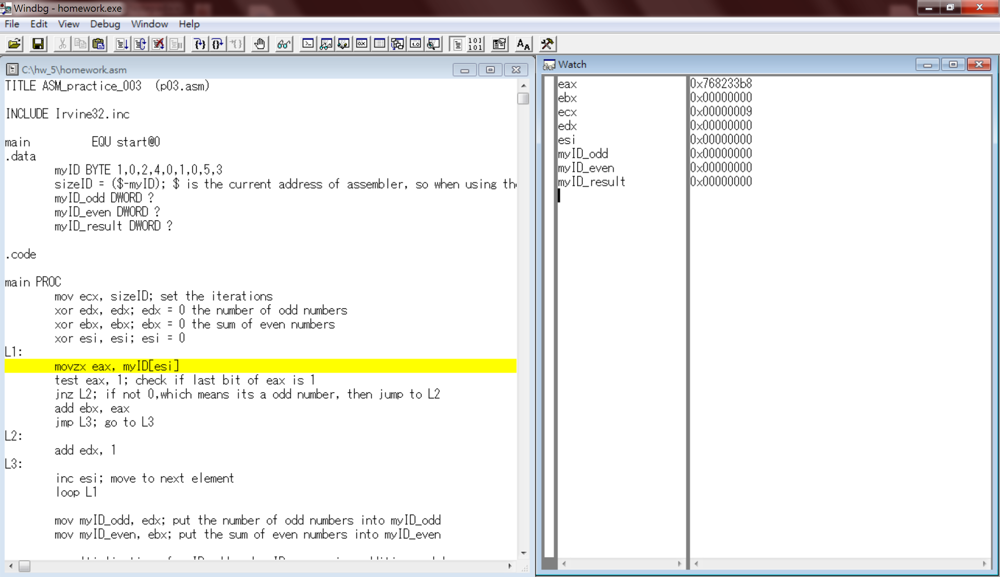 Windbg - homework.exe
File Edit View Debug Window Help
C:\hw_5\homework.asm
TITLE ASM_practice_003 (p03.asm)
INCLUDE Irvine32.inc
main EQU start@0
.data
myID BYTE 1,0,2,4,0,1,0,5,3
sizeID = ($-myID); $ is the current address of assembler, so when using
myID_odd DWORD ?
myID_even DWORD ?
myID_result DWORD ?
.code
main PROC
mov ecx, sizeID; set the iterations
xor edx, edx; edx = 0 the number of odd numbers
xor ebx, ebx; ebx = 0 the sum of even numbers
xor esi, esi; esi = 0
L1:
movzx eax, myID[esi]
test eax, 1; check if last bit of eax is 1
jnz L2; if not 0,which means its a odd number, then jump to L2
add ebx, eax
jmp L3; go to L3
L2:
add edx, 1
L3:
inc esi; move to next element
loop L1
mov myID_odd, edx; put the number of odd numbers into myID_odd
mov myID_even, ebx; put the sum of even numbers into myID_even
Watch
eax 0x768233b8
ebx 0x00000000
ecx 0x00000009
edx 0x00000000
esi 0x00000000
myID_odd 0x00000000
myID_even 0x00000000
myID_result 0x00000000